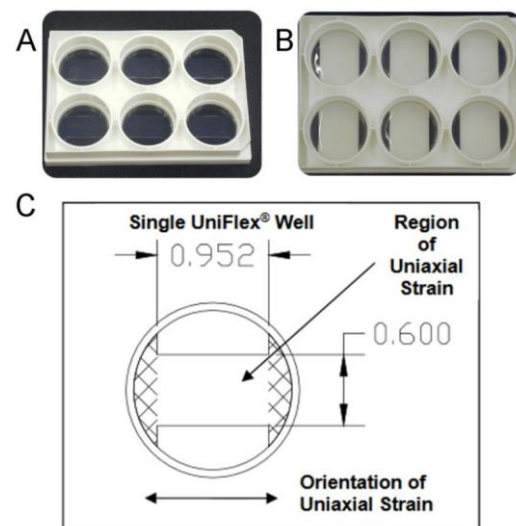 A
B
C
Single UniFlex® Well
0.952
Region
of
Uniaxial
Strain
0.600
Orientation of
Uniaxial Strain